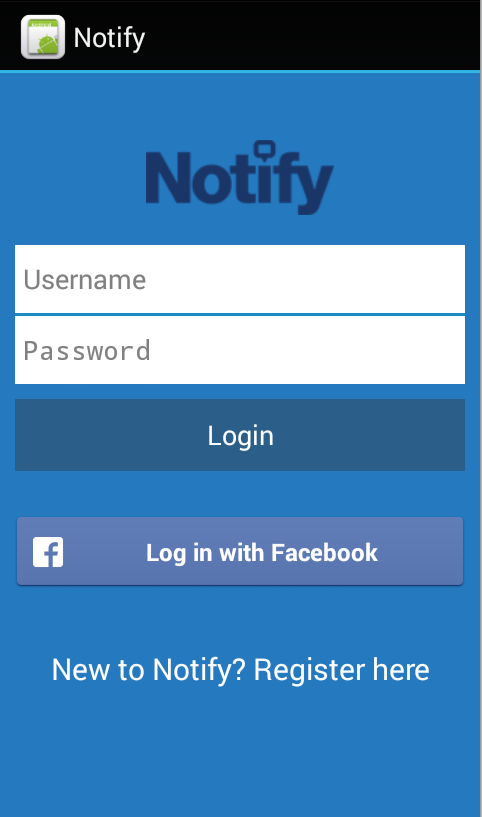 Notify
Notify
Username
Password
Login
Log in with Facebook
New to Notify? Register here